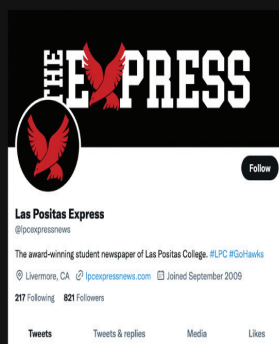 THE EXPRESS
Follow
Las Positas Express
@lpcexpressnews
The award-winning student newspaper of Las Positas College. #LPC #GoHawks
Livermore, CA lpcexpressnews.com Joined September 2009
217 Following 821 Followers
Tweets Tweets & replies Media Likes